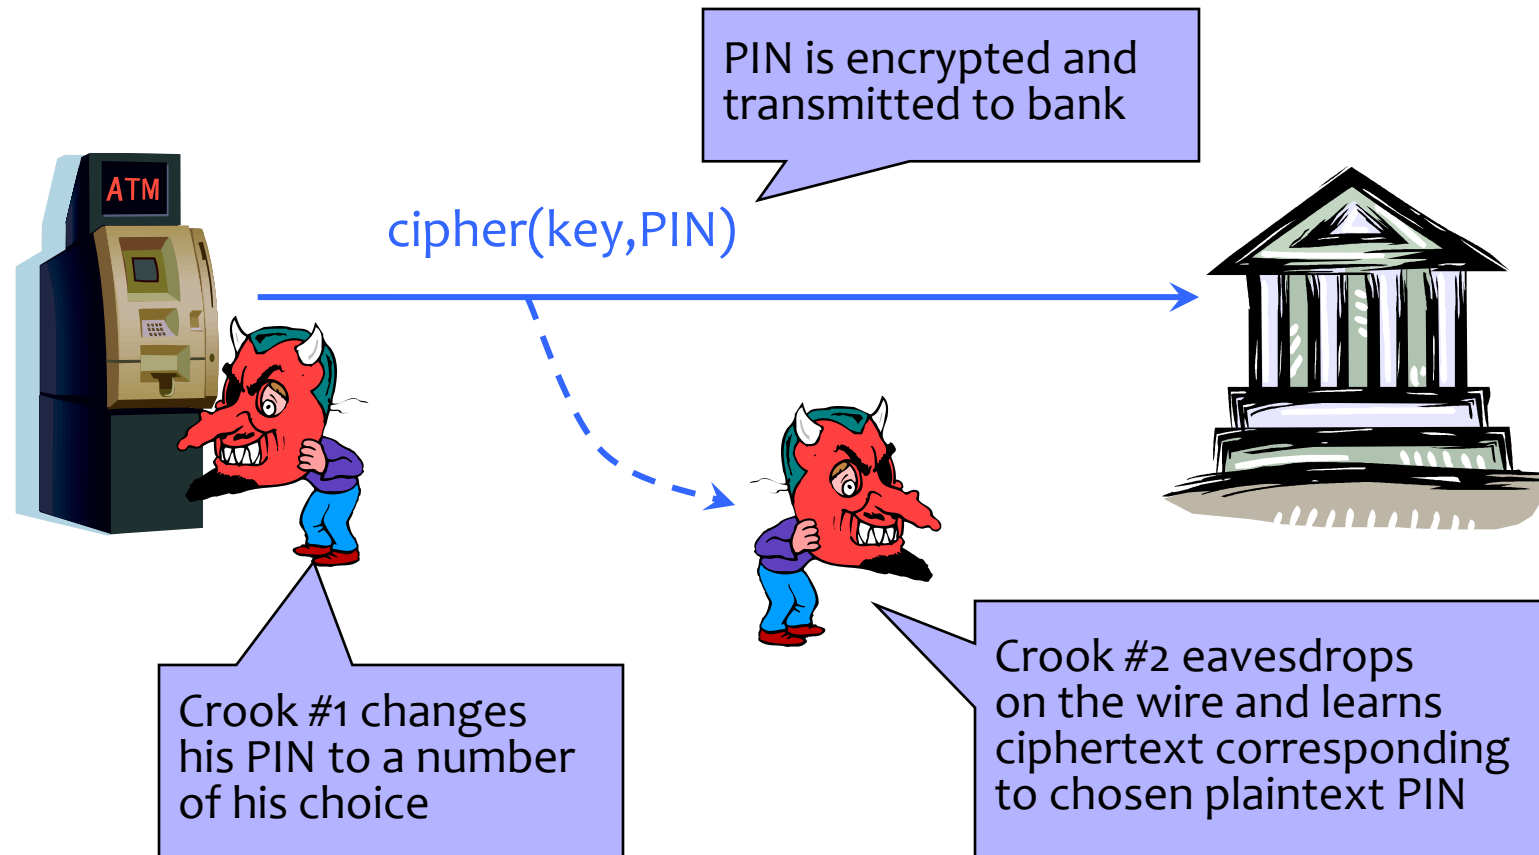 PIN is encrypted and
transmitted to bank
ATM
cipher(key,PIN)
Crook #1 changes
his PIN to a number
of his choice
Crook #2 eavesdrops
on the wire and learns
ciphertext corresponding
to chosen plaintext PIN